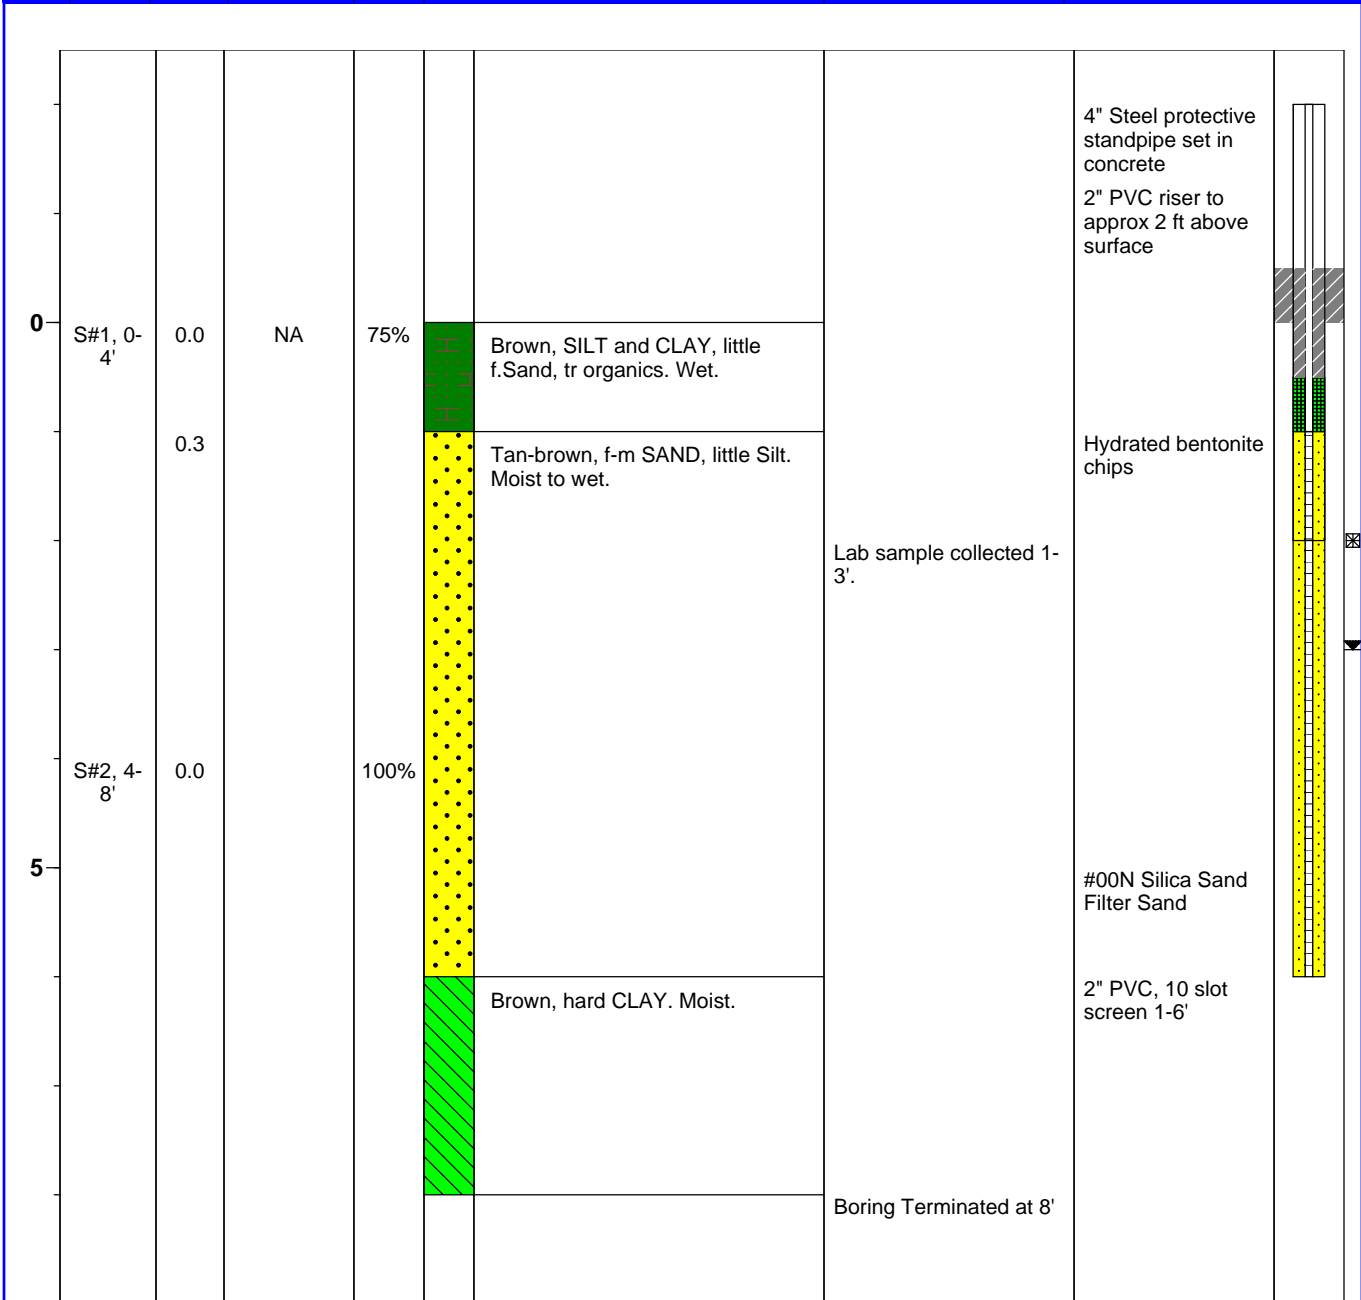 4" Steel protective
standpipe set in
concrete
2" PVC riser to
approx 2 ft above
surface
0
S#1, 0-
4'
0.0
NA
75%
Brown, SILT and CLAY, little
f.Sand, tr organics. Wet.
0.3
Tan-brown, f-m SAND, little Silt.
Moist to wet.
Hydrated bentonite
chips
Lab sample collected 1-
3'.
S#2, 4-
8'
0.0
100%
5
#00N Silica Sand
Filter Sand
Brown, hard CLAY. Moist.
2" PVC, 10 slot
screen 1-6'
Boring Terminated at 8'